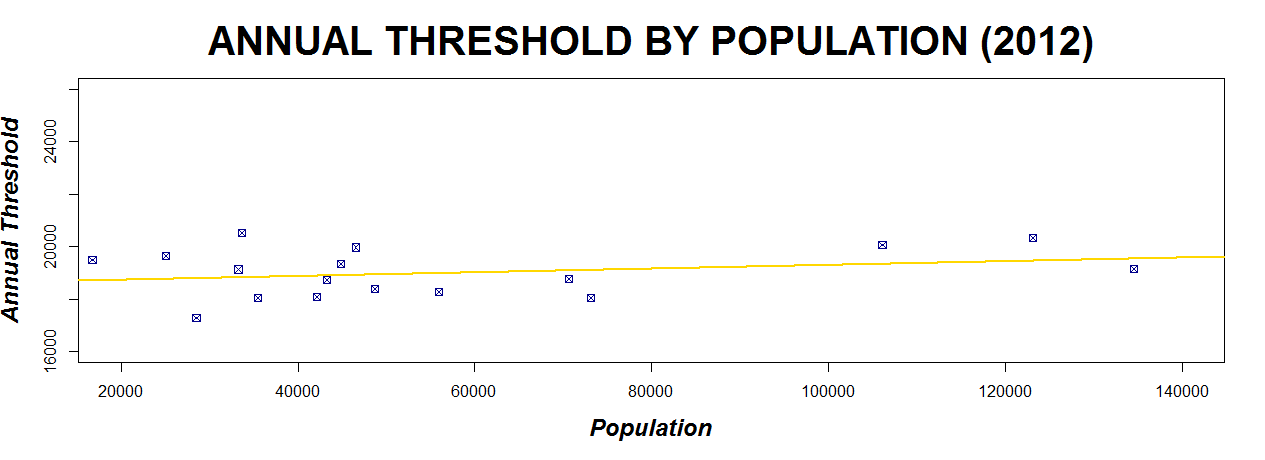 ANNUAL THRESHOLD BY POPULATION (2012)
Annual Threshold
24000
20000
16000
20000 40000 60000 80000 100000 120000 140000
Population